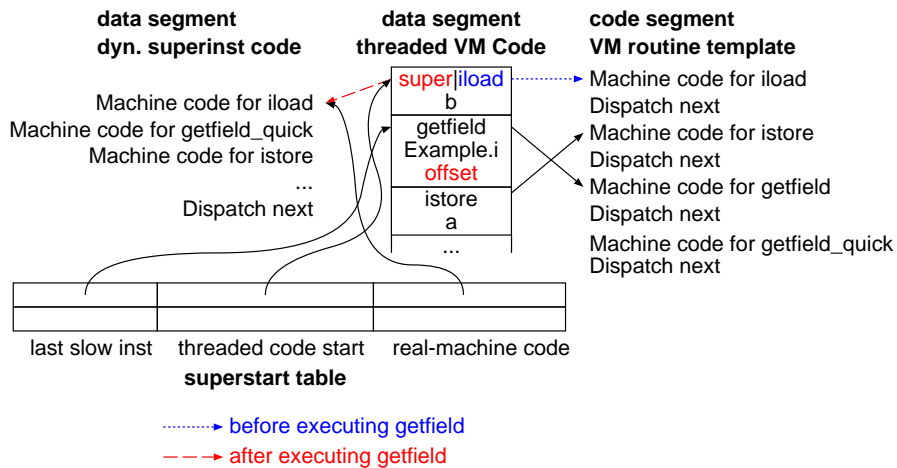 data segment
dyn. superinst code
data segment
threaded VM Code
code segment
VM routine template
Machine code for iload
Machine code for getfield_quick
Machine code for istore
...
Dispatch next
super|iload
b
getfield
Example.i
offset
istore
a
...
Machine code for iload
Dispatch next
Machine code for istore
Dispatch next
Machine code for getfield
Dispatch next
Machine code for getfield_quick
Dispatch next
last slow inst
threaded code start
real-machine code
superstart table
before executing getfield
after executing getfield